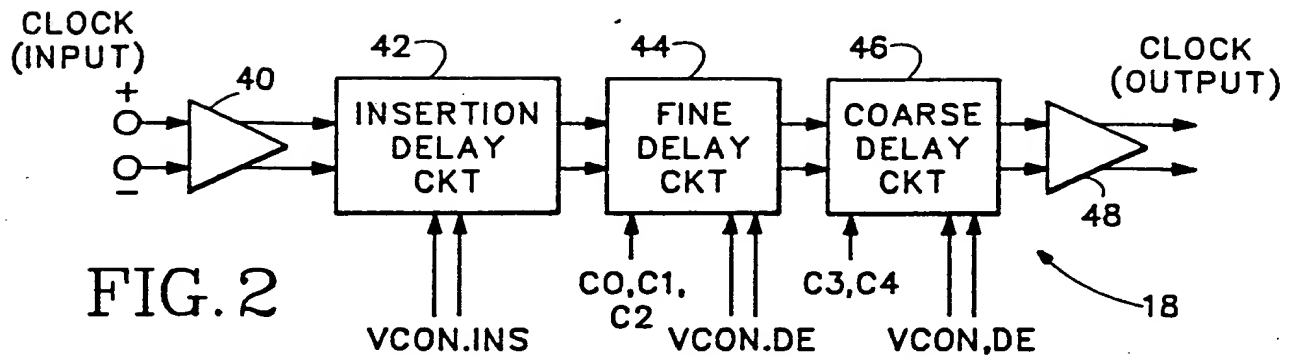 CLOCK
(INPUT)
+
−
40
42
INSERTION
DELAY
CKT
VCON.INS
44
FINE
DELAY
CKT
C0,C1,
C2
VCON.DE
46
COARSE
DELAY
CKT
C3,C4
VCON,DE
CLOCK
(OUTPUT)
48
18
FIG. 2